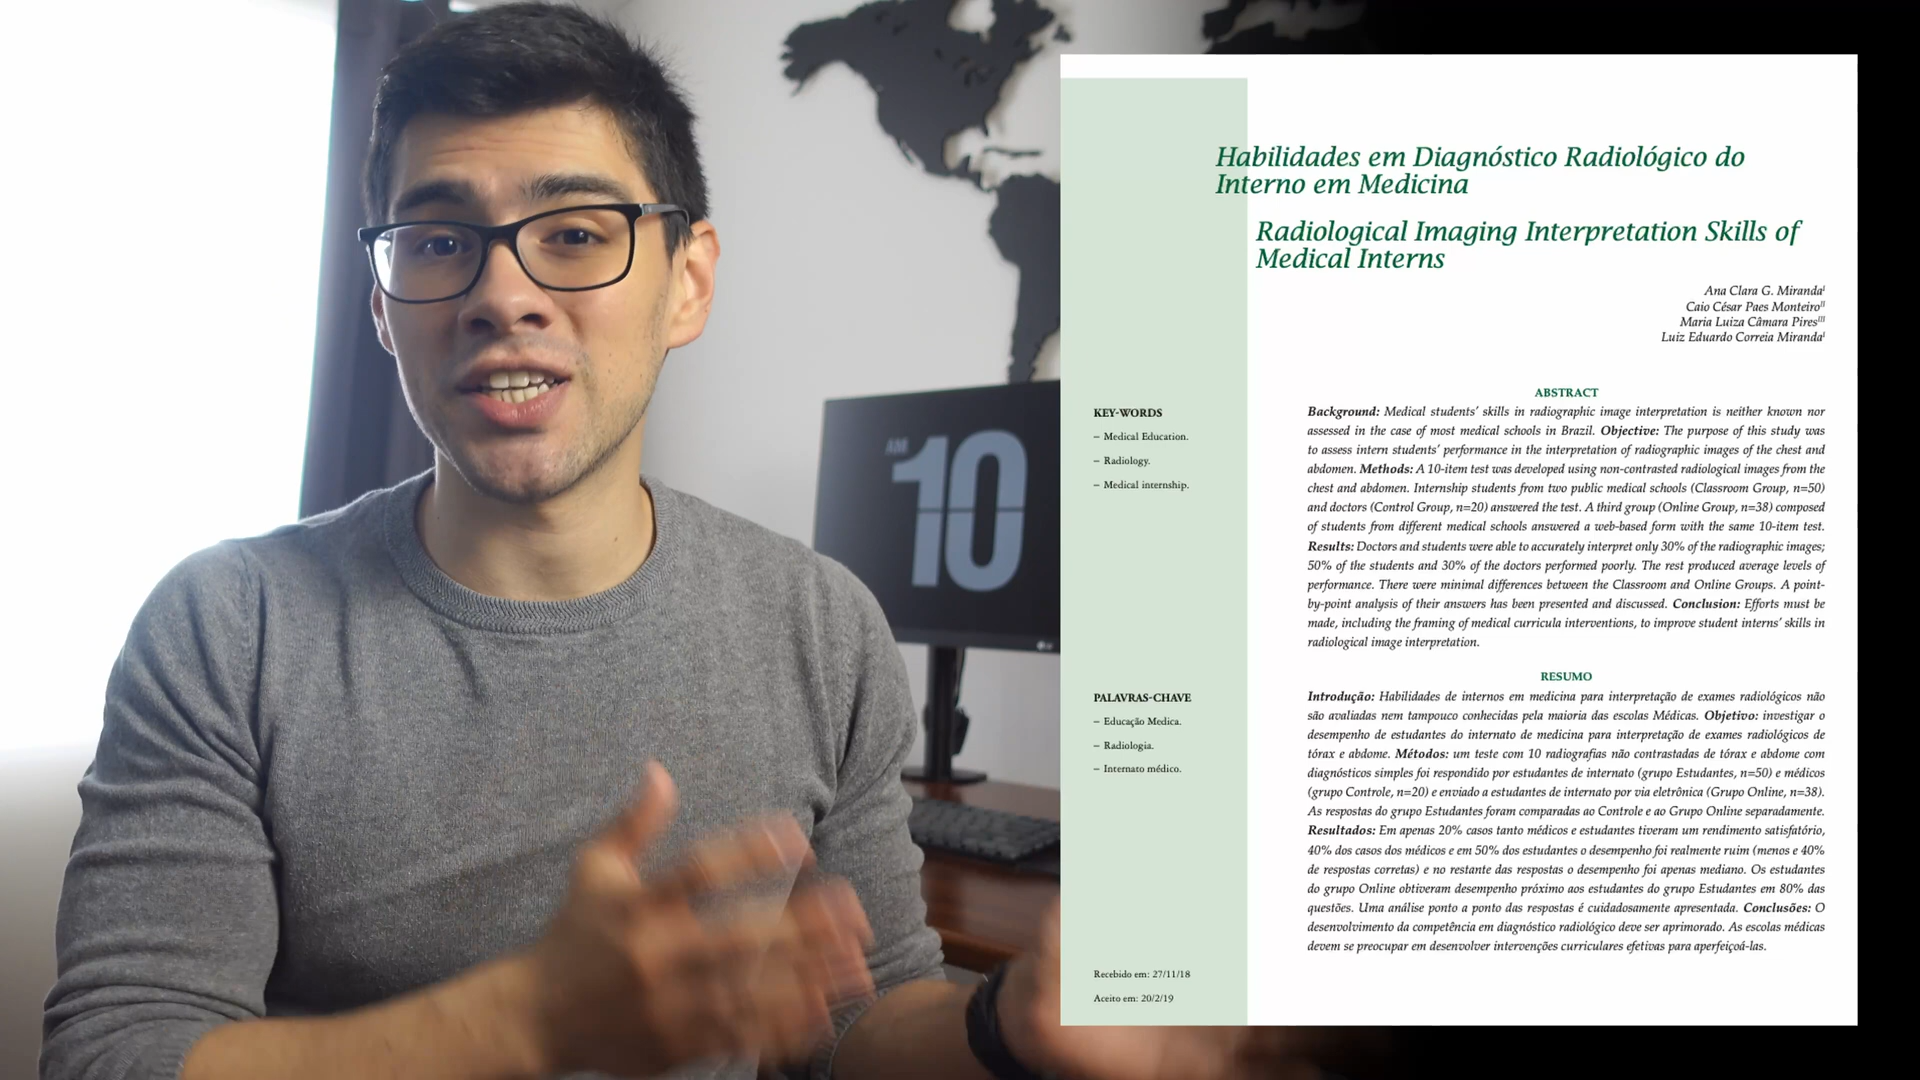 AM
10
Habilidades em Diagnóstico Radiológico do
Interno em Medicina
Radiological Imaging Interpretation Skills of
Medical Interns
Ana Clara G. Miranda^I
Caio César Paes Monteiro^II
Maria Luiza Câmara Pires^III
Luiz Eduardo Correia Miranda^I
KEY-WORDS
– Medical Education.
– Radiology.
– Medical internship.
ABSTRACT
Background: Medical students' skills in radiographic image interpretation is neither known nor
assessed in the case of most medical schools in Brazil. Objective: The purpose of this study was
to assess intern students' performance in the interpretation of radiographic images of the chest and
abdomen. Methods: A 10-item test was developed using non-contrasted radiological images from the
chest and abdomen. Internship students from two public medical schools (Classroom Group, n=50)
and doctors (Control Group, n=20) answered the test. A third group (Online Group, n=38) composed
of students from different medical schools answered a web-based form with the same 10-item test.
Results: Doctors and students were able to accurately interpret only 30% of the radiographic images;
50% of the students and 30% of the doctors performed poorly. The rest produced average levels of
performance. There were minimal differences between the Classroom and Online Groups. A point-
by-point analysis of their answers has been presented and discussed. Conclusion: Efforts must be
made, including the framing of medical curricula interventions, to improve student interns' skills in
radiological image interpretation.
PALAVRAS-CHAVE
– Educação Medica.
– Radiologia.
– Internato médico.
RESUMO
Introdução: Habilidades de internos em medicina para interpretação de exames radiológicos não
são avaliadas nem tampouco conhecidas pela maioria das escolas Médicas. Objetivo: investigar o
desempenho de estudantes do internato de medicina para interpretação de exames radiológicos de
tórax e abdome. Métodos: um teste com 10 radiografias não contrastadas de tórax e abdome com
diagnósticos simples foi respondido por estudantes de internato (grupo Estudantes, n=50) e médicos
(grupo Controle, n=20) e enviado a estudantes de internato por via eletrônica (Grupo Online, n=38).
As respostas do grupo Estudantes foram comparadas ao Controle e ao Grupo Online separadamente.
Resultados: Em apenas 20% casos tanto médicos e estudantes tiveram um rendimento satisfatório,
40% dos casos dos médicos e em 50% dos estudantes o desempenho foi realmente ruim (menos e 40%
de respostas corretas) e no restante das respostas o desempenho foi apenas mediano. Os estudantes
do grupo Online obtiveram desempenho próximo aos estudantes do grupo Estudantes em 80% das
questões. Uma análise ponto a ponto das respostas é cuidadosamente apresentada. Conclusões: O
desenvolvimento da competência em diagnóstico radiológico deve ser aprimorado. As escolas médicas
devem se preocupar em desenvolver intervenções curriculares efetivas para aperfeiçoá-las.
Recebido em: 27/11/18
Aceito em: 20/2/19